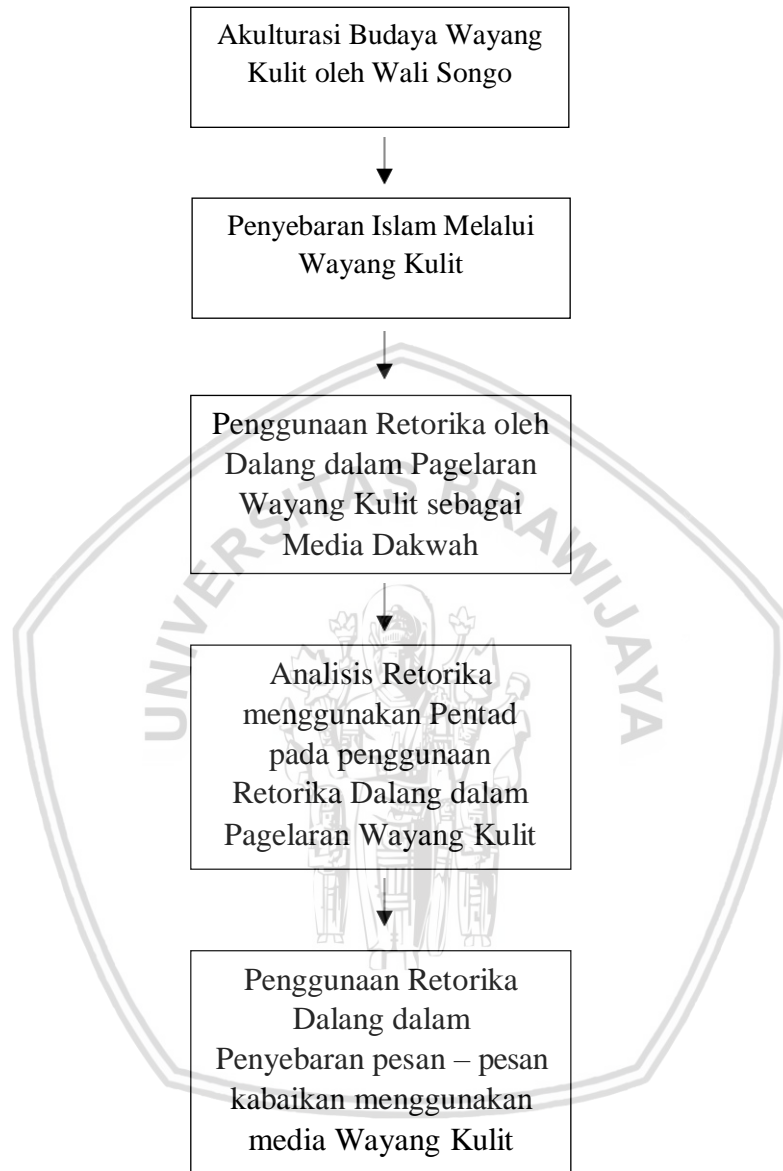 Akulturasi Budaya Wayang
Kulit oleh Wali Songo
Penyebaran Islam Melalui
Wayang Kulit
Penggunaan Retorika oleh
Dalang dalam Pagelaran
Wayang Kulit sebagai
Media Dakwah
Analisis Retorika
menggunakan Pentad
pada penggunaan
Retorika Dalang dalam
Pagelaran Wayang Kulit
Penggunaan Retorika
Dalang dalam
Penyebaran pesan – pesan
kabaikan menggunakan
media Wayang Kulit
UNIVERSITAS BRAWIJAYA